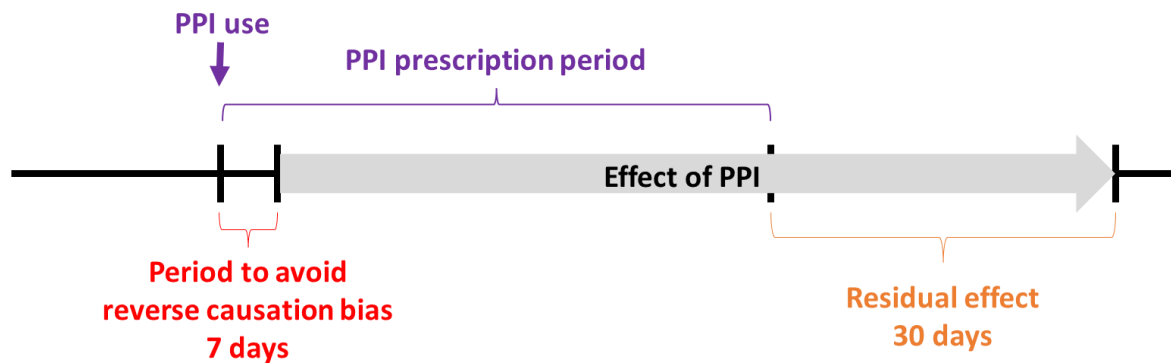 PPI use
PPI prescription period
Effect of PPI
Period to avoid
reverse causation bias
7 days
Residual effect
30 days